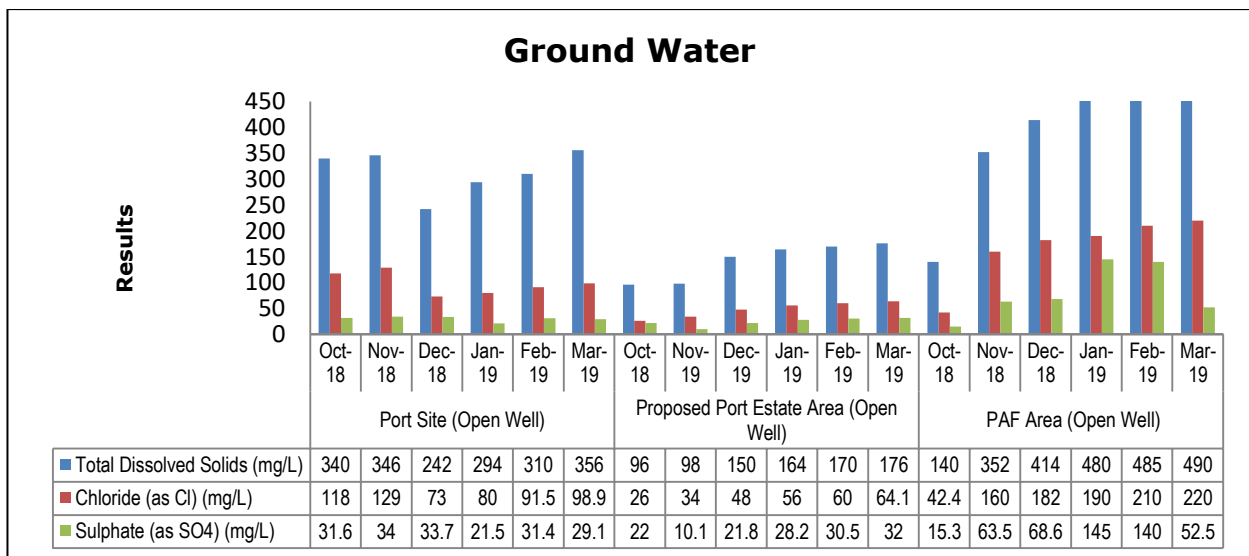 Ground Water
Results
450
400
350
300
250
200
150
100
50
0
Oct- Nov- Dec- Jan- Feb- Mar- Oct- Nov- Dec- Jan- Feb- Mar- Oct- Nov- Dec- Jan- Feb- Mar-
18 18 18 19 19 19 18 18 18 19 19 19 18 18 18 19 19 19
Port Site (Open Well) Proposed Port Estate Area (Open PAF Area (Open Well)
Well)
Total Dissolved Solids (mg/L) 340 346 242 294 310 356 96 98 150 164 170 176 140 352 414 480 485 490
Chloride (as Cl) (mg/L) 118 129 73 80 91.5 98.9 26 34 48 56 60 64.1 42.4 160 182 190 210 220
Sulphate (as SO4) (mg/L) 31.6 34 33.7 21.5 31.4 29.1 22 10.1 21.8 28.2 30.5 32 15.3 63.5 68.6 145 140 52.5